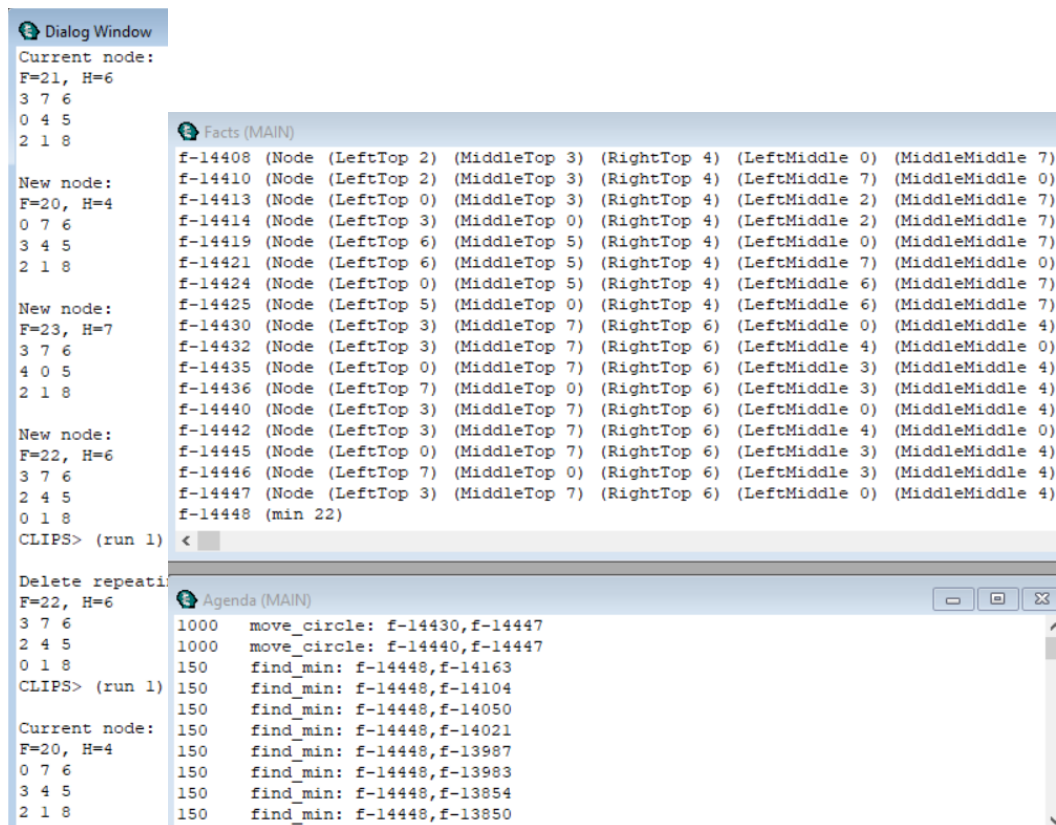 Dialog Window
Current node:
F=21, H=6
3 7 6
0 4 5
2 1 8
New node:
F=20, H=4
0 7 6
3 4 5
2 1 8
New node:
F=23, H=7
3 7 6
4 0 5
2 1 8
New node:
F=22, H=6
3 7 6
2 4 5
0 1 8
CLIPS> (run 1)
Delete repeati
F=22, H=6
3 7 6
2 4 5
0 1 8
CLIPS> (run 1)
Current node:
F=20, H=4
0 7 6
3 4 5
2 1 8
Facts (MAIN)
f-14408 (Node (LeftTop 2) (MiddleTop 3) (RightTop 4) (LeftMiddle 0) (MiddleMiddle 7)
f-14410 (Node (LeftTop 2) (MiddleTop 3) (RightTop 4) (LeftMiddle 7) (MiddleMiddle 0)
f-14413 (Node (LeftTop 0) (MiddleTop 3) (RightTop 4) (LeftMiddle 2) (MiddleMiddle 7)
f-14414 (Node (LeftTop 3) (MiddleTop 0) (RightTop 4) (LeftMiddle 2) (MiddleMiddle 7)
f-14419 (Node (LeftTop 6) (MiddleTop 5) (RightTop 4) (LeftMiddle 0) (MiddleMiddle 7)
f-14421 (Node (LeftTop 6) (MiddleTop 5) (RightTop 4) (LeftMiddle 7) (MiddleMiddle 0)
f-14424 (Node (LeftTop 0) (MiddleTop 5) (RightTop 4) (LeftMiddle 6) (MiddleMiddle 7)
f-14425 (Node (LeftTop 5) (MiddleTop 0) (RightTop 4) (LeftMiddle 6) (MiddleMiddle 7)
f-14430 (Node (LeftTop 3) (MiddleTop 7) (RightTop 6) (LeftMiddle 0) (MiddleMiddle 4)
f-14432 (Node (LeftTop 3) (MiddleTop 7) (RightTop 6) (LeftMiddle 4) (MiddleMiddle 0)
f-14435 (Node (LeftTop 0) (MiddleTop 7) (RightTop 6) (LeftMiddle 3) (MiddleMiddle 4)
f-14436 (Node (LeftTop 7) (MiddleTop 0) (RightTop 6) (LeftMiddle 3) (MiddleMiddle 4)
f-14440 (Node (LeftTop 3) (MiddleTop 7) (RightTop 6) (LeftMiddle 0) (MiddleMiddle 4)
f-14442 (Node (LeftTop 3) (MiddleTop 7) (RightTop 6) (LeftMiddle 4) (MiddleMiddle 0)
f-14445 (Node (LeftTop 0) (MiddleTop 7) (RightTop 6) (LeftMiddle 3) (MiddleMiddle 4)
f-14446 (Node (LeftTop 7) (MiddleTop 0) (RightTop 6) (LeftMiddle 3) (MiddleMiddle 4)
f-14447 (Node (LeftTop 3) (MiddleTop 7) (RightTop 6) (LeftMiddle 0) (MiddleMiddle 4)
f-14448 (min 22)
Agenda (MAIN)
1000 move_circle: f-14430,f-14447
1000 move_circle: f-14440,f-14447
150 find_min: f-14448,f-14163
150 find_min: f-14448,f-14104
150 find_min: f-14448,f-14050
150 find_min: f-14448,f-14021
150 find_min: f-14448,f-13987
150 find_min: f-14448,f-13983
150 find_min: f-14448,f-13854
150 find_min: f-14448,f-13850